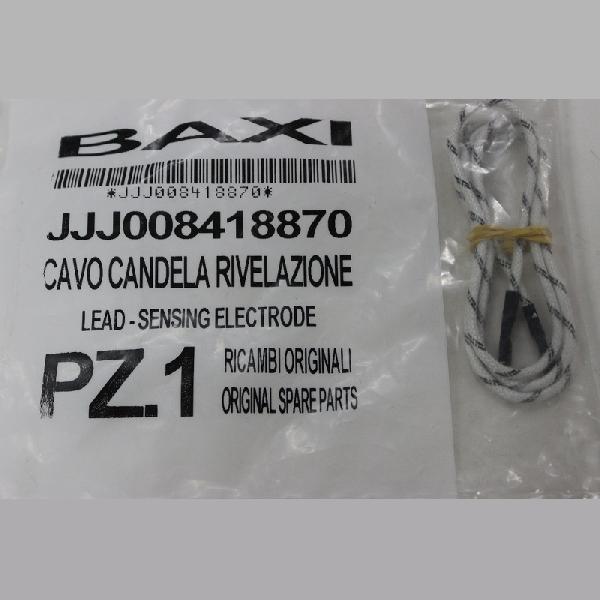 BAXI
*JJJ008418870*
JJJ008418870
CAVO CANDELA RIVELAZIONE
LEAD - SENSING ELECTRODE
PZ.1
RICAMBI ORIGINALI
ORIGINAL SPARE PARTS